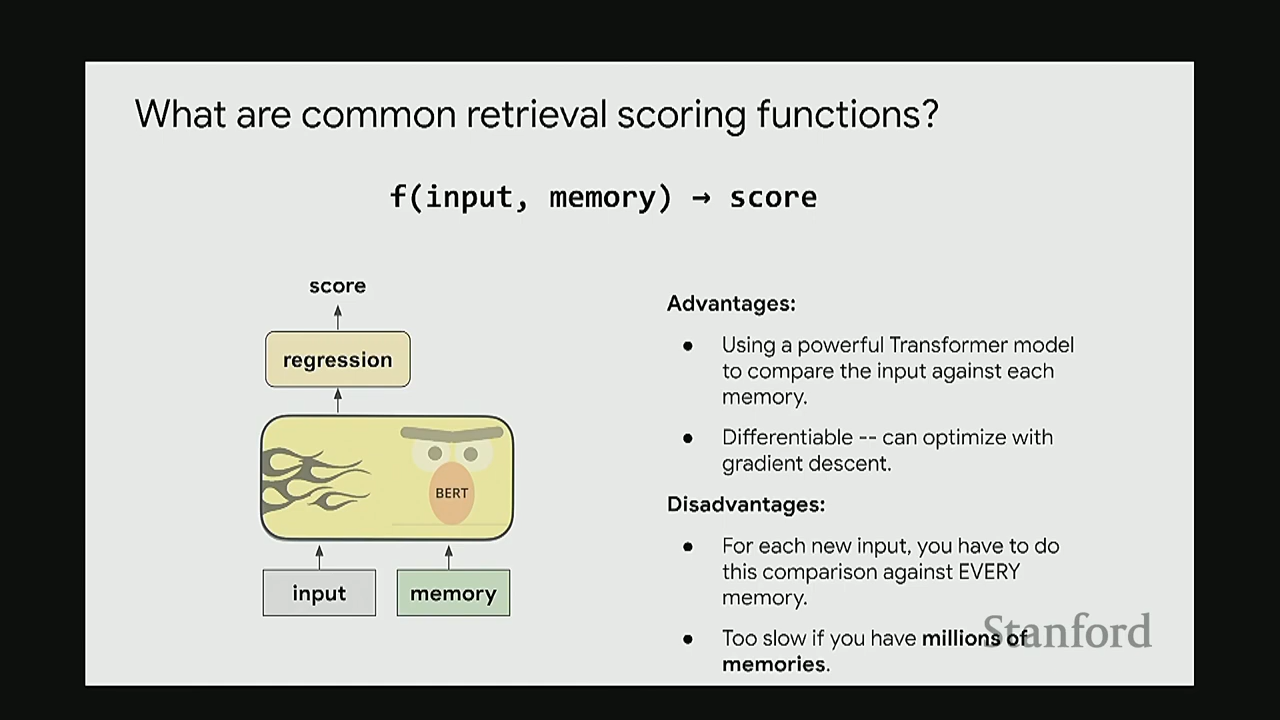 What are common retrieval scoring functions?
f(input, memory) → score
score
regression
BERT
input
memory
Advantages:
● Using a powerful Transformer model
to compare the input against each
memory.
● Differentiable -- can optimize with
gradient descent.
Disadvantages:
● For each new input, you have to do
this comparison against EVERY
memory.
● Too slow if you have millions of
memories.
Stanford